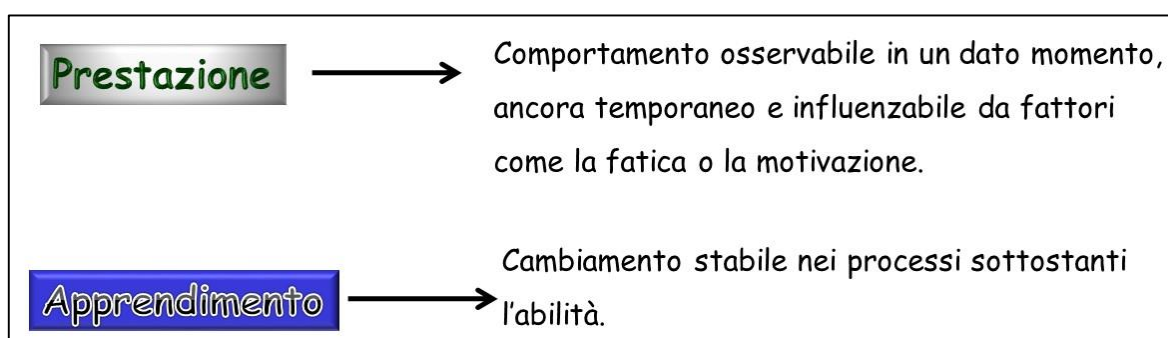 Prestazione
Comportamento osservabile in un dato momento,
ancora temporaneo e influenzabile da fattori
come la fatica o la motivazione.
Apprendimento
Cambiamento stabile nei processi sottostanti
l'abilità.